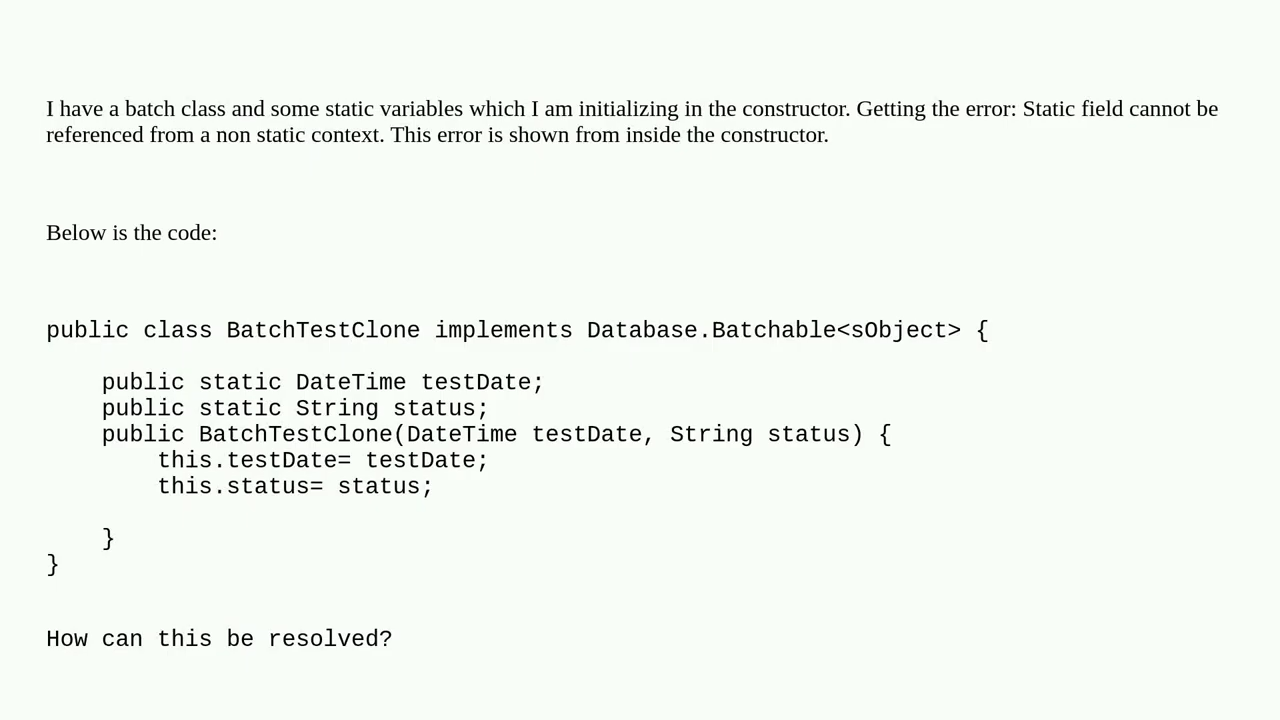 I have a batch class and some static variables which I am initializing in the constructor. Getting the error: Static field cannot be
referenced from a non static context. This error is shown from inside the constructor.
Below is the code:
public class BatchTestClone implements Database.Batchable<sObject> {
    public static DateTime testDate;
    public static String status;
    public BatchTestClone(DateTime testDate, String status) {
        this.testDate= testDate;
        this.status= status;
    }
}
How can this be resolved?